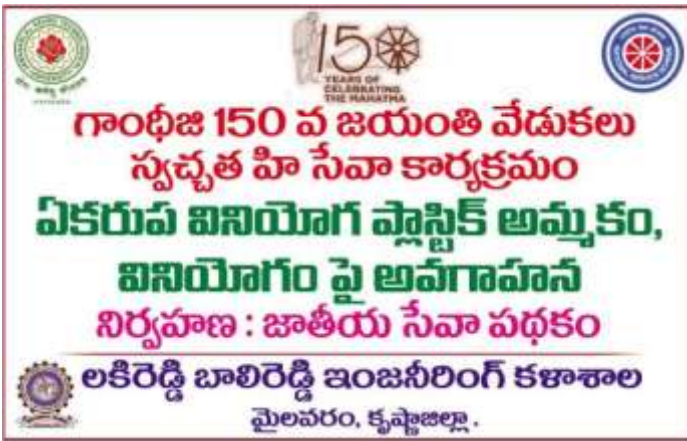 150
YEARS OF
CELEBRATING
THE MAHATMA
గాంధీజి 150 వ జయంతి వేడుకలు
స్వచ్ఛత హి సేవా కార్యక్రమం
ఏకరుప వినియోగ ప్లాస్టిక్ అమ్మకం,
వినియోగం పై అవగాహన
నిర్వహణ : జాతీయ సేవా పథకం
లకిరెడ్డి బాలిరెడ్డి ఇంజనీరింగ్ కళాశాల
మైలవరం, కృష్ణాజిల్లా .